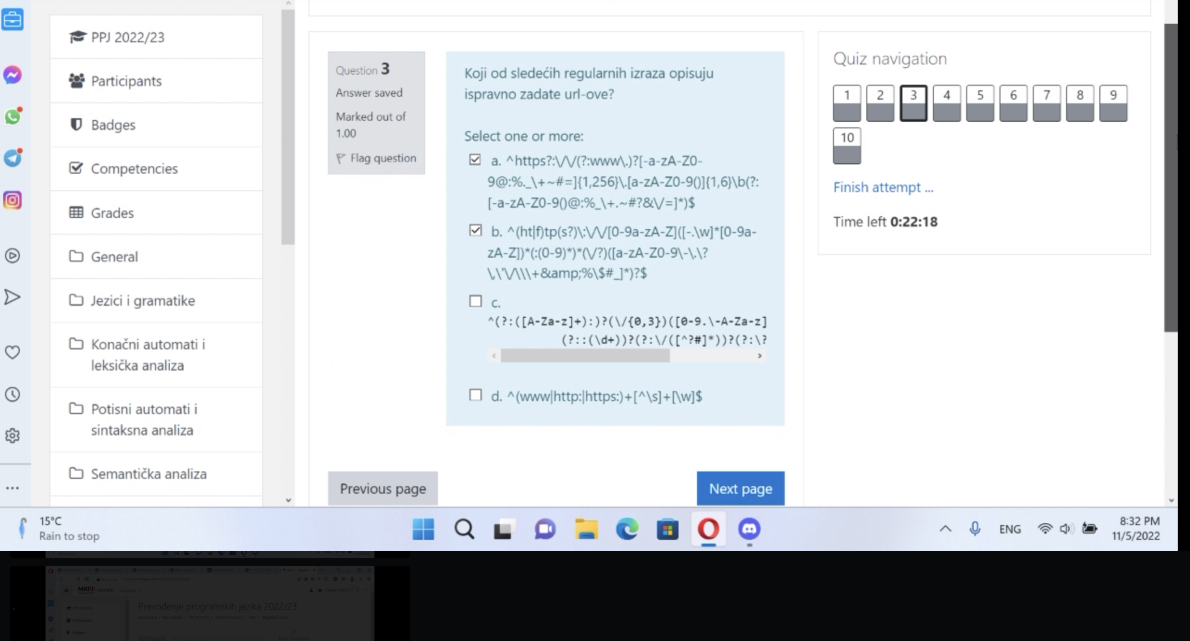 PPJ 2022/23
Participants
Badges
Competencies
Grades
General
Jezici i gramatike
Konačni automati i
leksička analiza
Potisni automati i
sintaksna analiza
Semantička analiza
Question 3
Answer saved
Marked out of
1.00
Flag question
Koji od sledećih regularnih izraza opisuju
ispravno zadate url-ove?
Select one or more:
a. ^https?:\/\/(?:www\.)?[-a-zA-Z0-
9@:%._\+~#=]{1,256}\.[a-zA-Z0-9()]{1,6}\b(?:
[-a-zA-Z0-9()@:%_\+.~#?&\/=]*)$
b. ^(ht|f)tp(s?)\:\/\/[0-9a-zA-Z]([-.\w]*[0-9a-
zA-Z])*(:(0-9)*)*(\/?)([a-zA-Z0-9\-\.\?
\,\'\/\\\+&amp;%\$#_]*)?$
c.
^(?:([A-Za-z]+):)?(\/{0,3})([0-9.\-A-Za-z]
(?::(\d+))?(?:\/([^?#]*))?(?:\?
d. ^(www|http:|https:)+[^\s]+[\w]$
Previous page
Next page
Quiz navigation
1 2 3 4 5 6 7 8 9
10
Finish attempt ...
Time left 0:22:18
15°C
Rain to stop
ENG
8:32 PM
11/5/2022
Prevođenje programskih jezika 2022/23